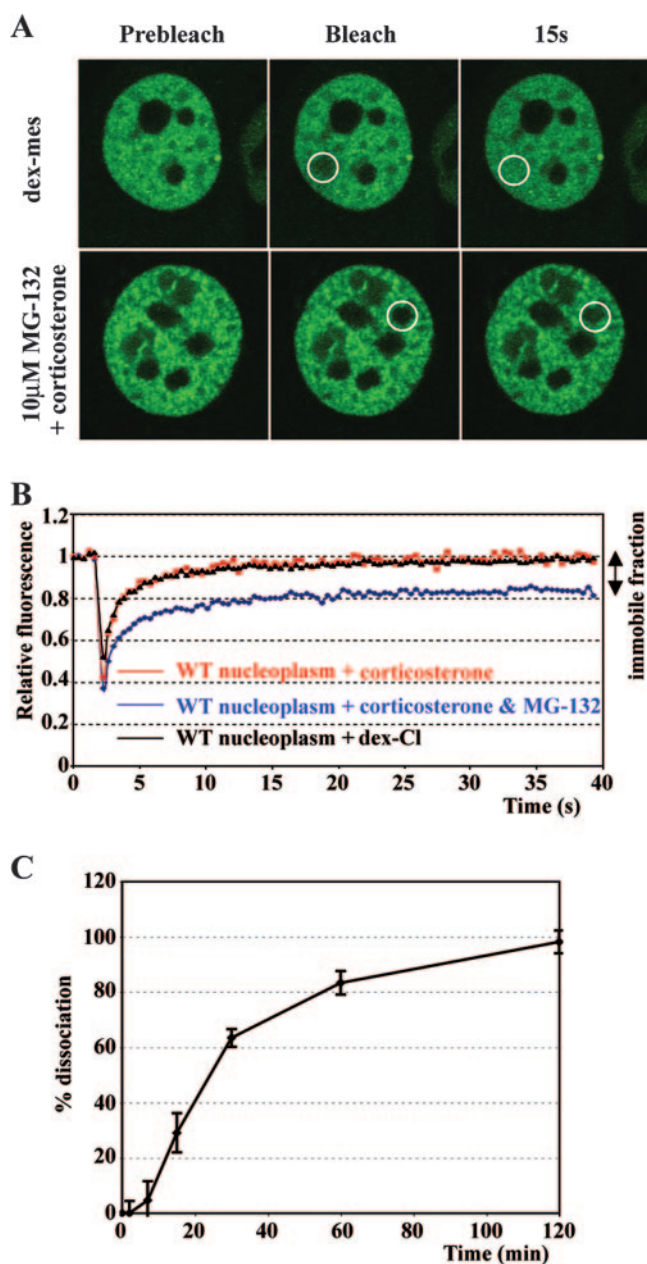 A
Prebleach Bleach 15s
dex-mes
10µM MG-132
+ corticosterone
B
Relative fluorescence
1.2
1
0.8
0.6
0.4
0.2
0
WT nucleoplasm + corticosterone
WT nucleoplasm + corticosterone & MG-132
WT nucleoplasm + dex-Cl
immobile fraction
0 5 10 15 20 25 30 35 40
Time (s)
C
% dissociation
120
100
80
60
40
20
0
0 20 40 60 80 100 120
Time (min)